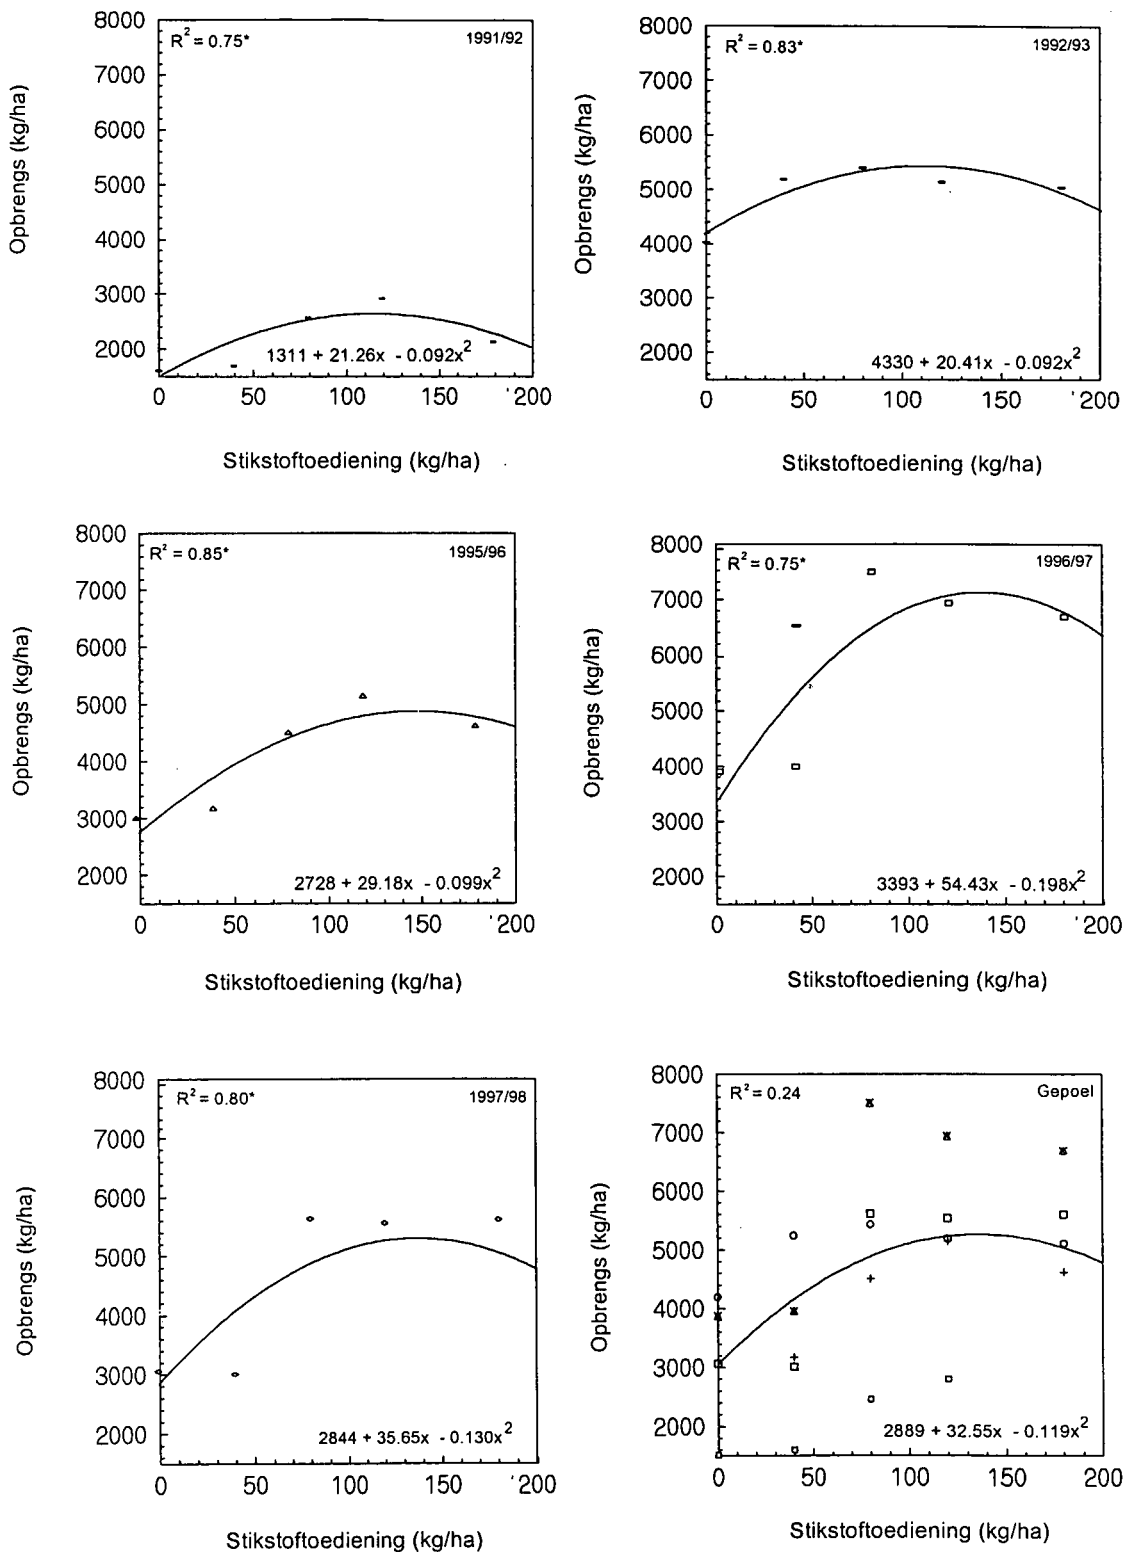 R² = 0.75*
1991/92
8000
7000
6000
5000
4000
3000
2000
Opbrengs (kg/ha)
1311 + 21.26x - 0.092x²
0 50 100 150 200
Stikstoftoediening (kg/ha)
R² = 0.83*
1992/93
8000
7000
6000
5000
4000
3000
2000
Opbrengs (kg/ha)
4330 + 20.41x - 0.092x²
0 50 100 150 200
Stikstoftoediening (kg/ha)
R² = 0.85*
1995/96
8000
7000
6000
5000
4000
3000
2000
Opbrengs (kg/ha)
2728 + 29.18x - 0.099x²
0 50 100 150 200
Stikstoftoediening (kg/ha)
R² = 0.75*
1996/97
8000
7000
6000
5000
4000
3000
2000
Opbrengs (kg/ha)
3393 + 54.43x - 0.198x²
0 50 100 150 200
Stikstoftoediening (kg/ha)
R² = 0.80*
1997/98
8000
7000
6000
5000
4000
3000
2000
Opbrengs (kg/ha)
2844 + 35.65x - 0.130x²
0 50 100 150 200
Stikstoftoediening (kg/ha)
R² = 0.24
Gepoel
8000
7000
6000
5000
4000
3000
2000
Opbrengs (kg/ha)
2889 + 32.55x - 0.119x²
0 50 100 150 200
Stikstoftoediening (kg/ha)